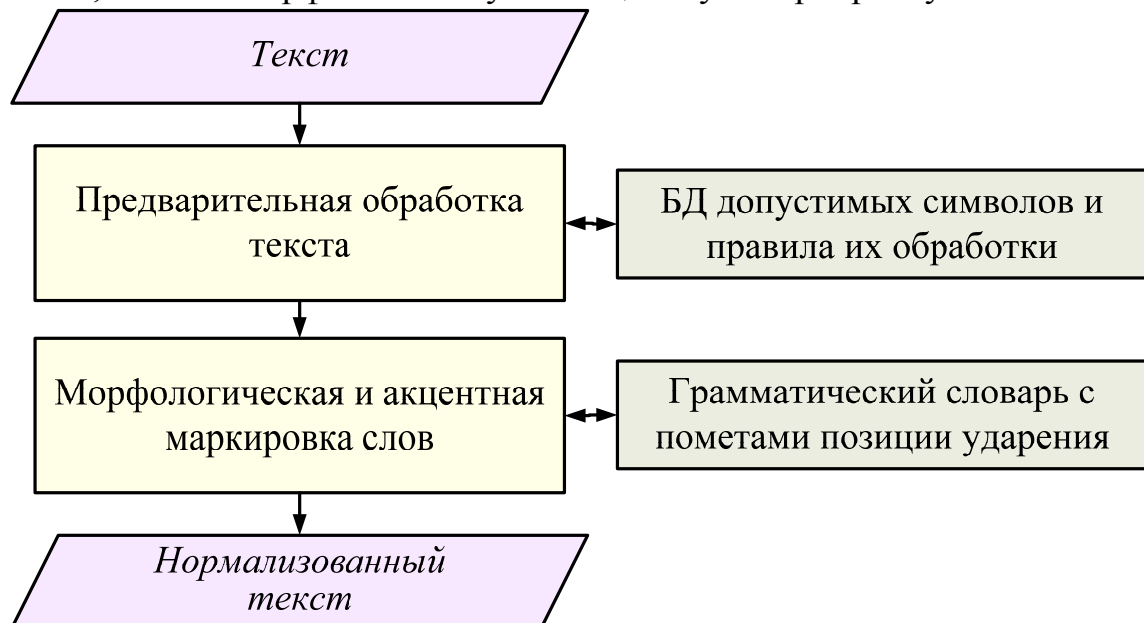 Текст
Предварительная обработка
текста
БД допустимых символов и
правила их обработки
Морфологическая и акцентная
маркировка слов
Грамматический словарь с
пометами позиции ударения
Нормализованный
текст